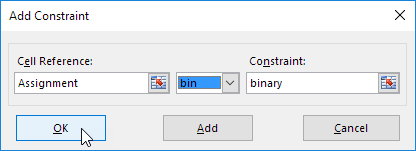 Add Constraint
Cell Reference: Constraint:
Assignment bin binary
OK Add Cancel